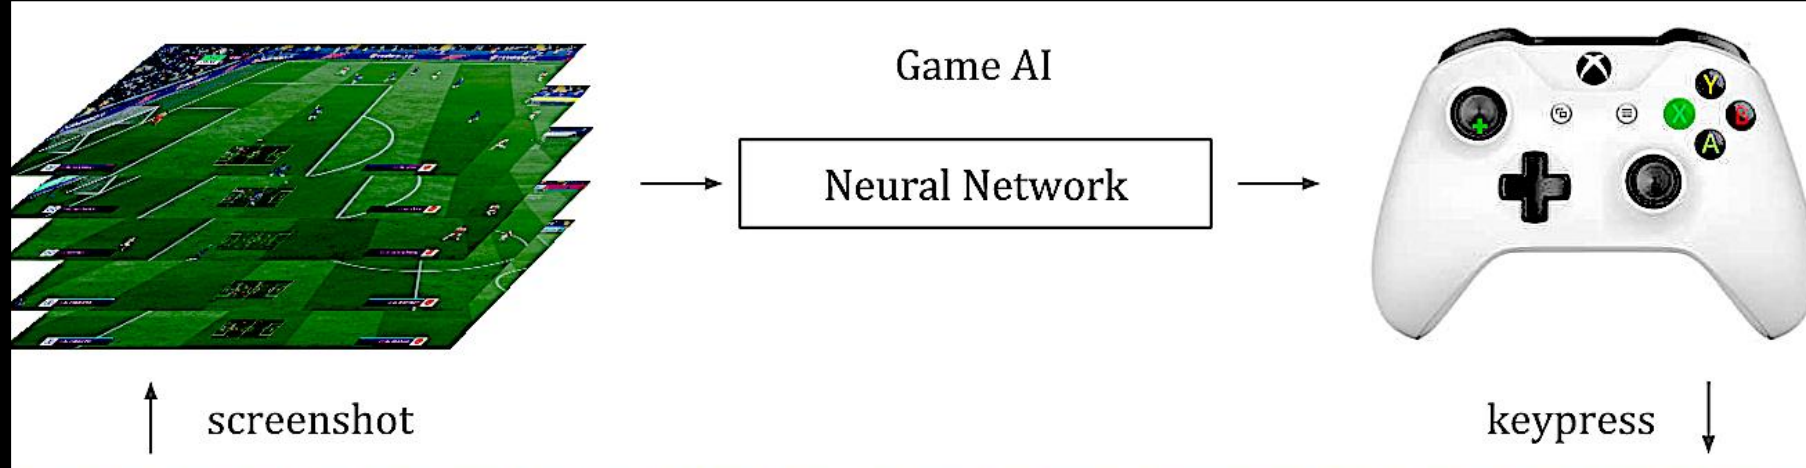 Game AI
Neural Network
Y
X
B
A
screenshot
keypress